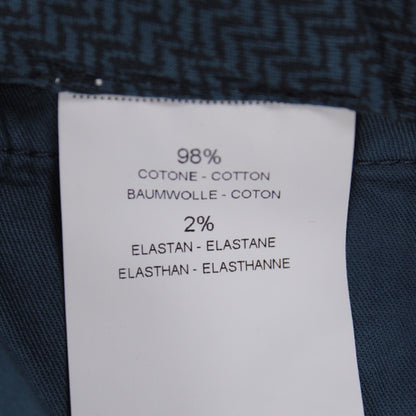 98%
COTONE - COTTON
BAUMWOLLE - COTON
2%
ELASTAN - ELASTANE
ELASTHAN - ELASTHANNE